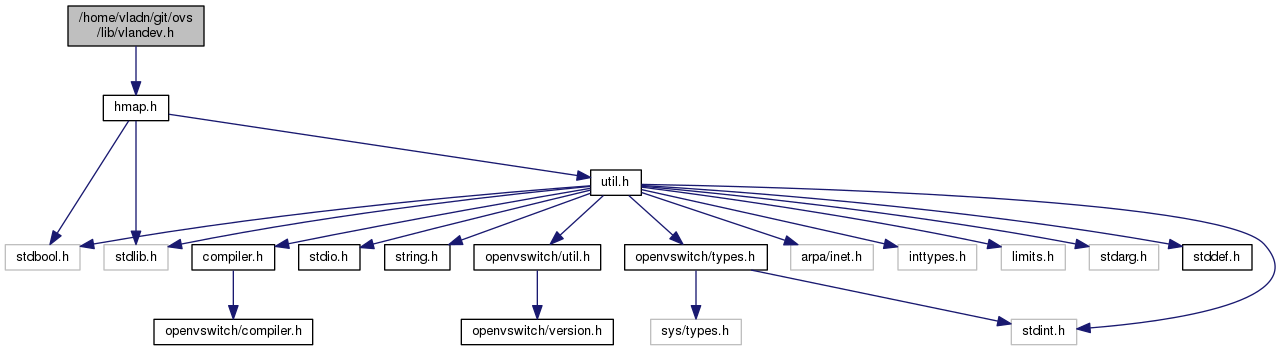 /home/vladn/git/ovs
/lib/vlandev.h
hmap.h
util.h
stdbool.h
stdlib.h
compiler.h
stdio.h
string.h
openvswitch/util.h
openvswitch/types.h
arpa/inet.h
inttypes.h
limits.h
stdarg.h
stddef.h
openvswitch/compiler.h
openvswitch/version.h
sys/types.h
stdint.h